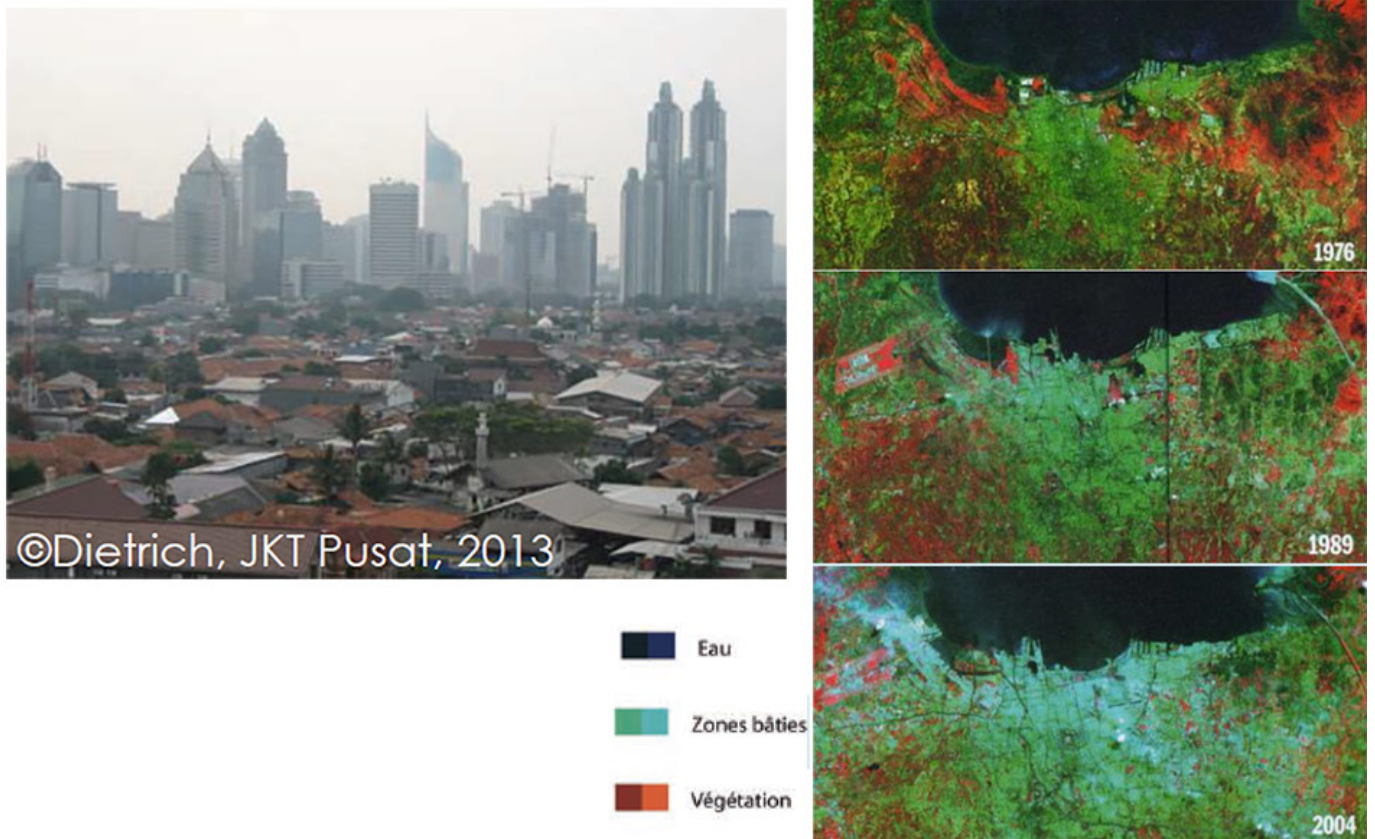 ©Dietrich, JKT Pusat, 2013
Eau
Zones bâties
Végétation
1976
1989
2004